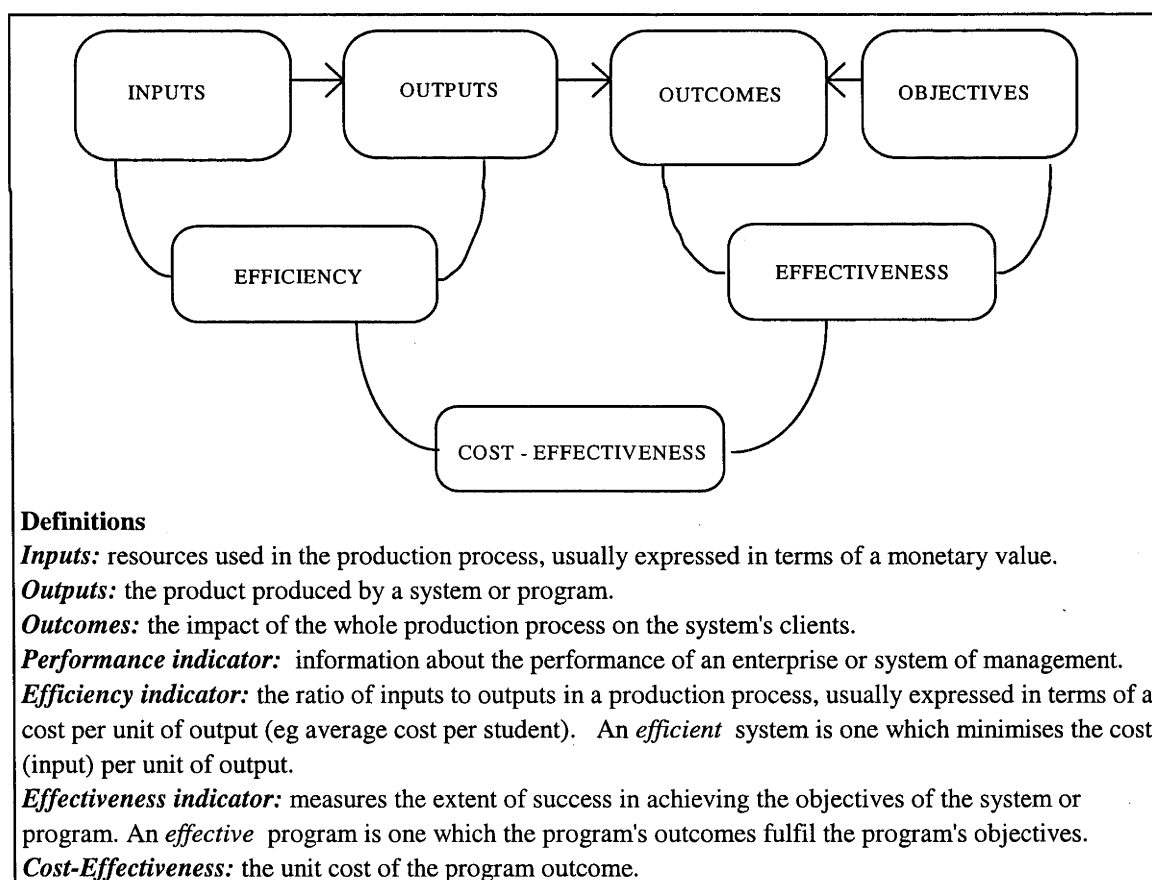 INPUTS
OUTPUTS
OUTCOMES
OBJECTIVES
EFFICIENCY
EFFECTIVENESS
COST - EFFECTIVENESS
Definitions
Inputs: resources used in the production process, usually expressed in terms of a monetary value.
Outputs: the product produced by a system or program.
Outcomes: the impact of the whole production process on the system's clients.
Performance indicator: information about the performance of an enterprise or system of management.
Efficiency indicator: the ratio of inputs to outputs in a production process, usually expressed in terms of a
cost per unit of output (eg average cost per student). An efficient system is one which minimises the cost
(input) per unit of output.
Effectiveness indicator: measures the extent of success in achieving the objectives of the system or
program. An effective program is one which the program's outcomes fulfil the program's objectives.
Cost-Effectiveness: the unit cost of the program outcome.